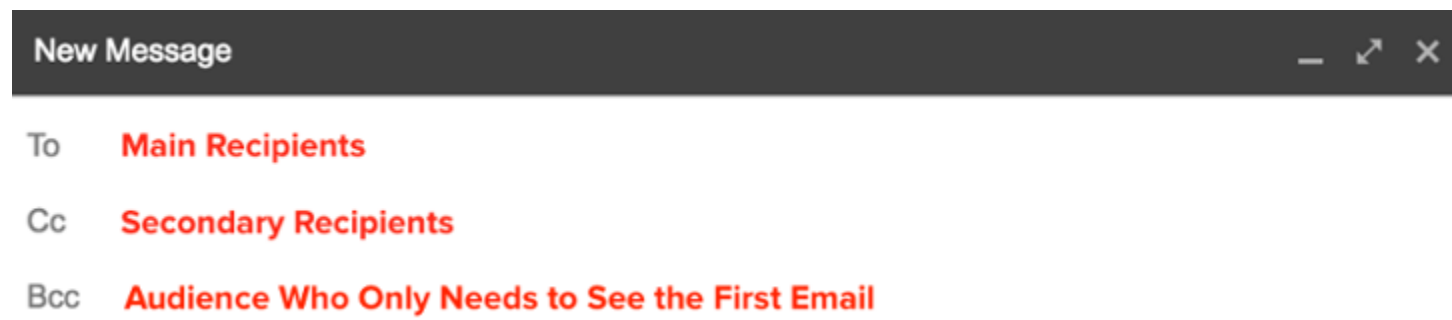 New Message
To Main Recipients
Cc Secondary Recipients
Bcc Audience Who Only Needs to See the First Email